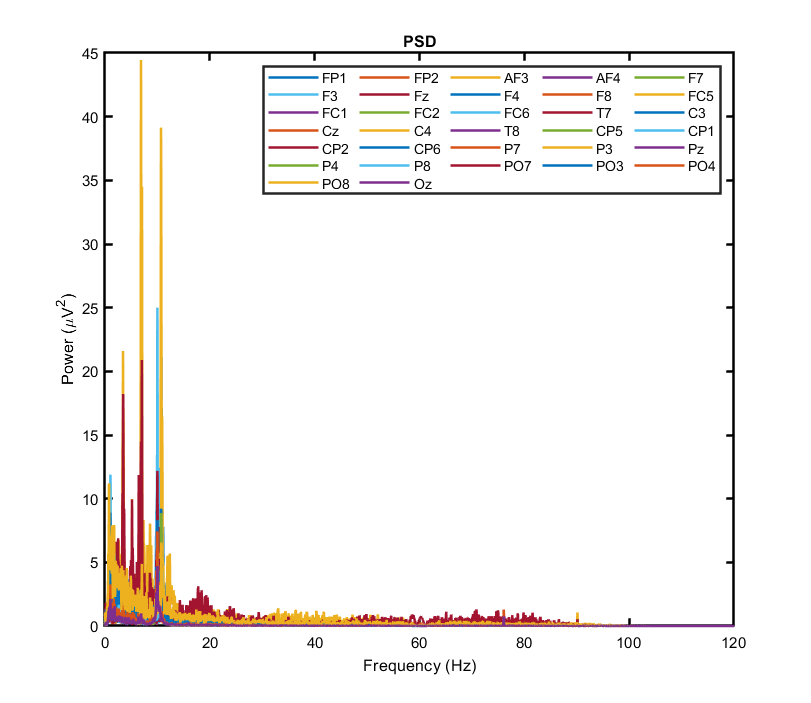 PSD
45
40
35
30
25
20
15
10
5
0
Power (μV²)
FP1 FP2 AF3 AF4 F7
F3 Fz F4 F8 FC5
FC1 FC2 FC6 T7 C3
Cz C4 T8 CP5 CP1
CP2 CP6 P7 P3 Pz
P4 P8 PO7 PO3 PO4
PO8 Oz
0 20 40 60 80 100 120
Frequency (Hz)